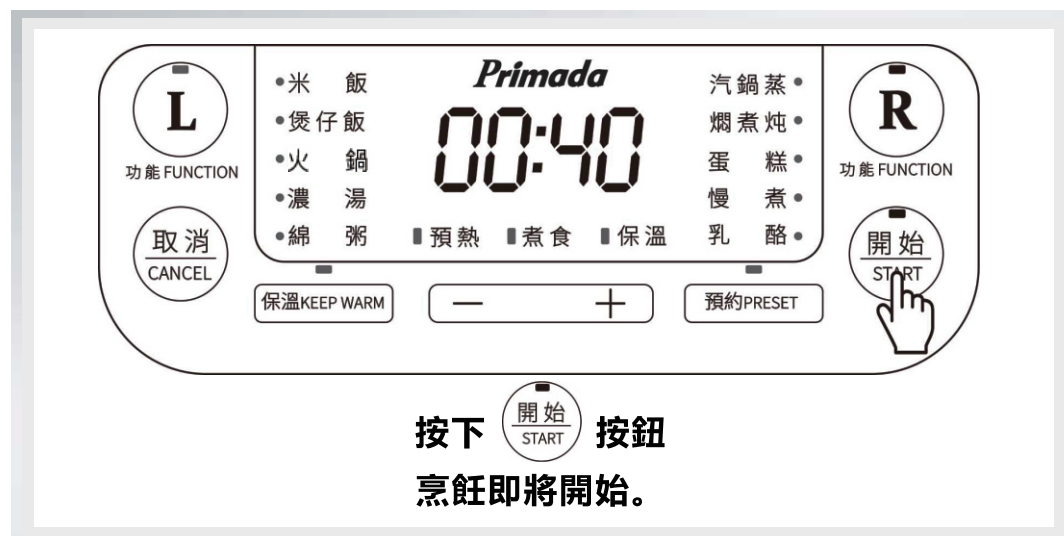 Primada
L
功能 FUNCTION
取消
CANCEL
米飯
煲仔飯
火鍋
濃湯
綿粥
00:40
預熱 煮食 保溫
汽鍋蒸
燜煮炖
蛋糕
慢煮
乳酪
R
功能 FUNCTION
開始
START
保溫KEEP WARM
— +
預約PRESET
按下 開始 START 按鈕
烹飪即將開始。